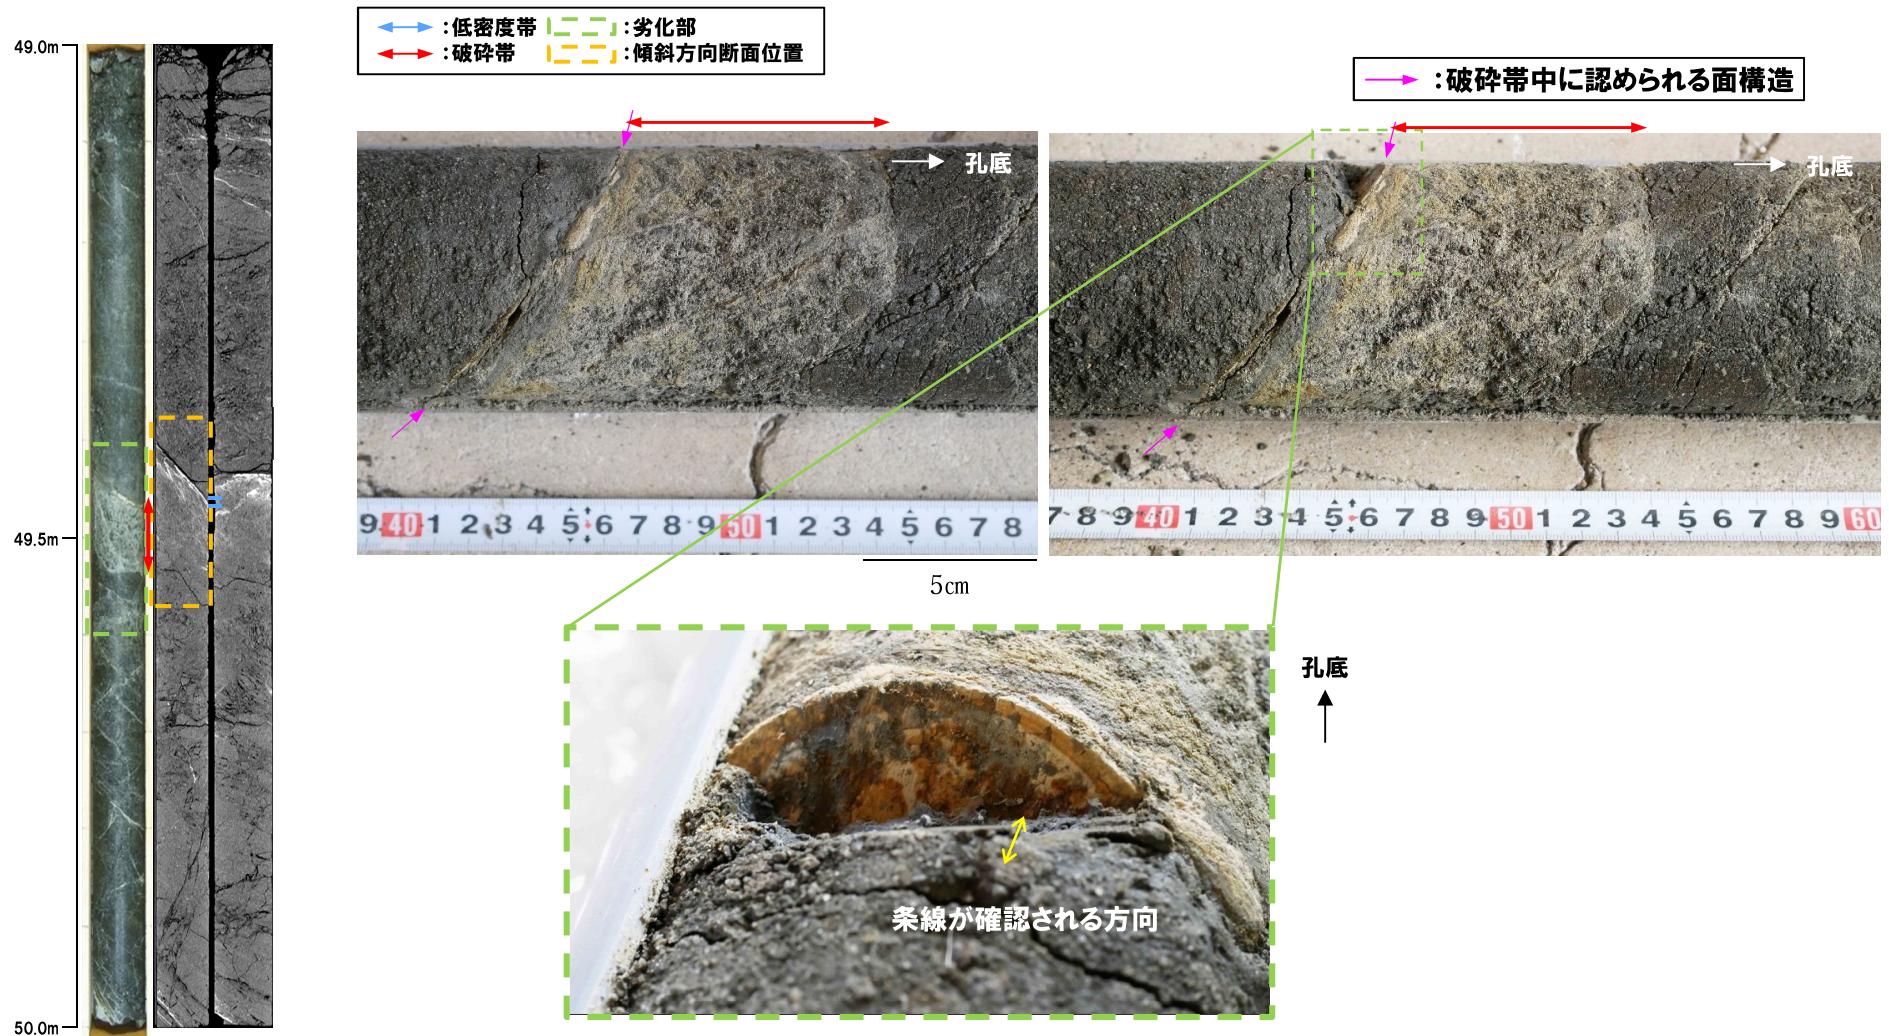 :低密度帯 :劣化部
:破砕帯 :傾斜方向断面位置
:破砕帯中に認められる面構造
49.0m
49.5m
50.0m
孔底
孔底
9 40 1 2 3 4 5 6 7 8 9 50 1 2 3 4 5 6 7 8
7 8 9 40 1 2 3 4 5 6 7 8 9 50 1 2 3 4 5 6 7 8 9 60
5cm
孔底
条線が確認される方向